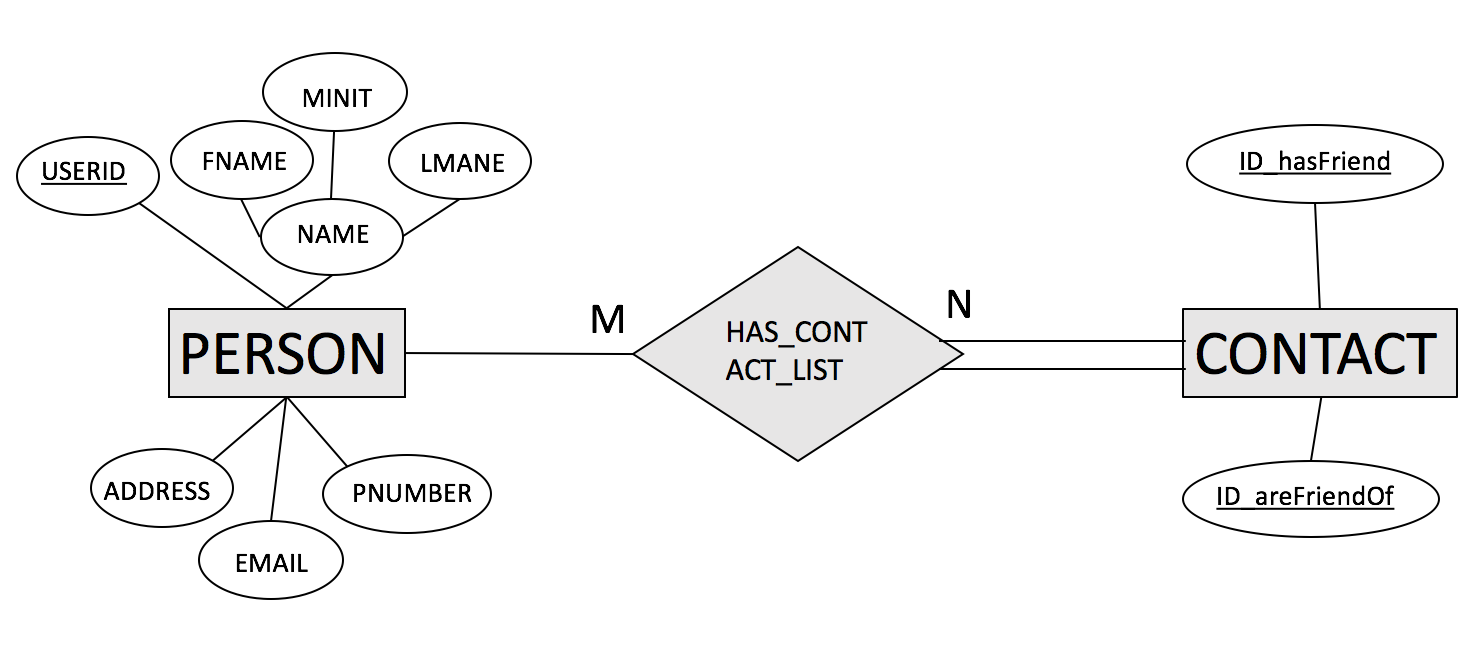 MINIT
USERID
FNAME
LMANE
ID_hasFriend
NAME
M
N
PERSON
HAS_CONT
ACT_LIST
CONTACT
ADDRESS
PNUMBER
ID_areFriendOf
EMAIL